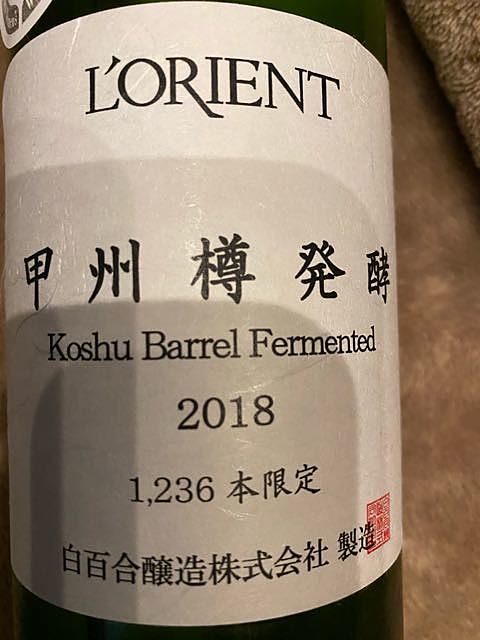 L'ORIENT
甲州樽発酵
Koshu Barrel Fermented
2018
1,236 本限定
白百合醸造株式会社 製造